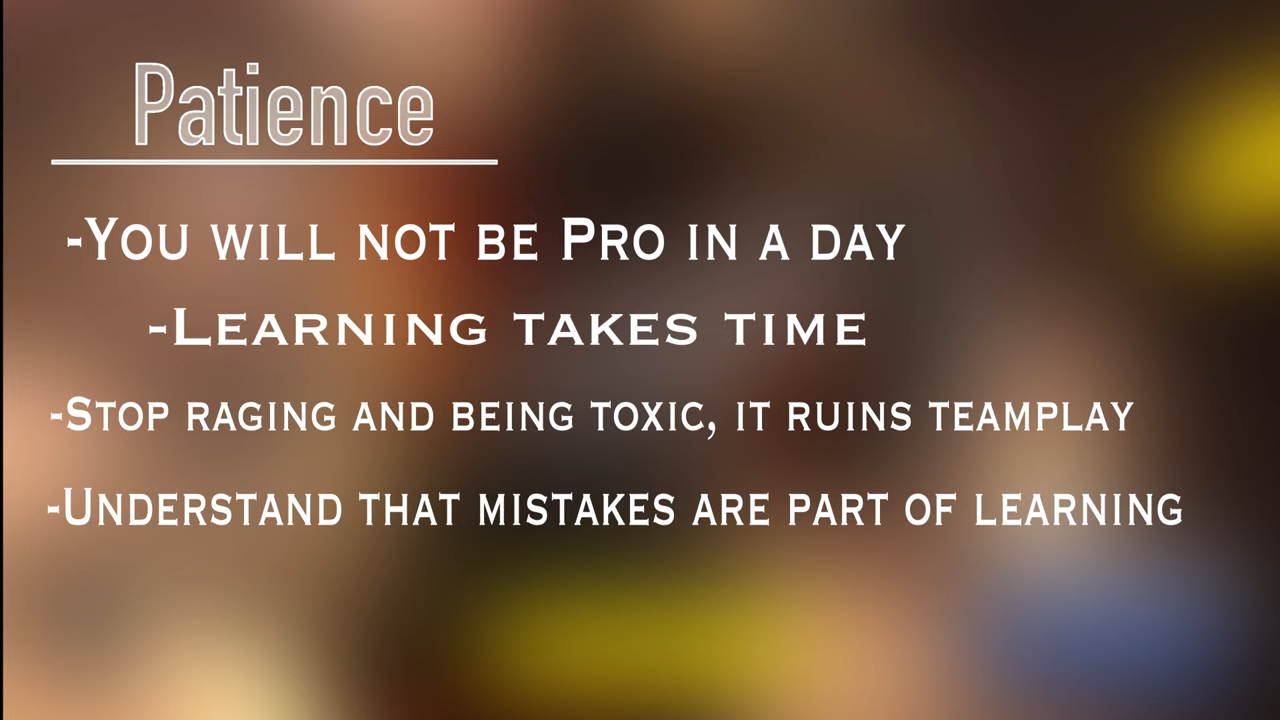 Patience
-You will not be Pro in a day
-Learning takes time
-Stop raging and being toxic, it ruins teamplay
-Understand that mistakes are part of learning